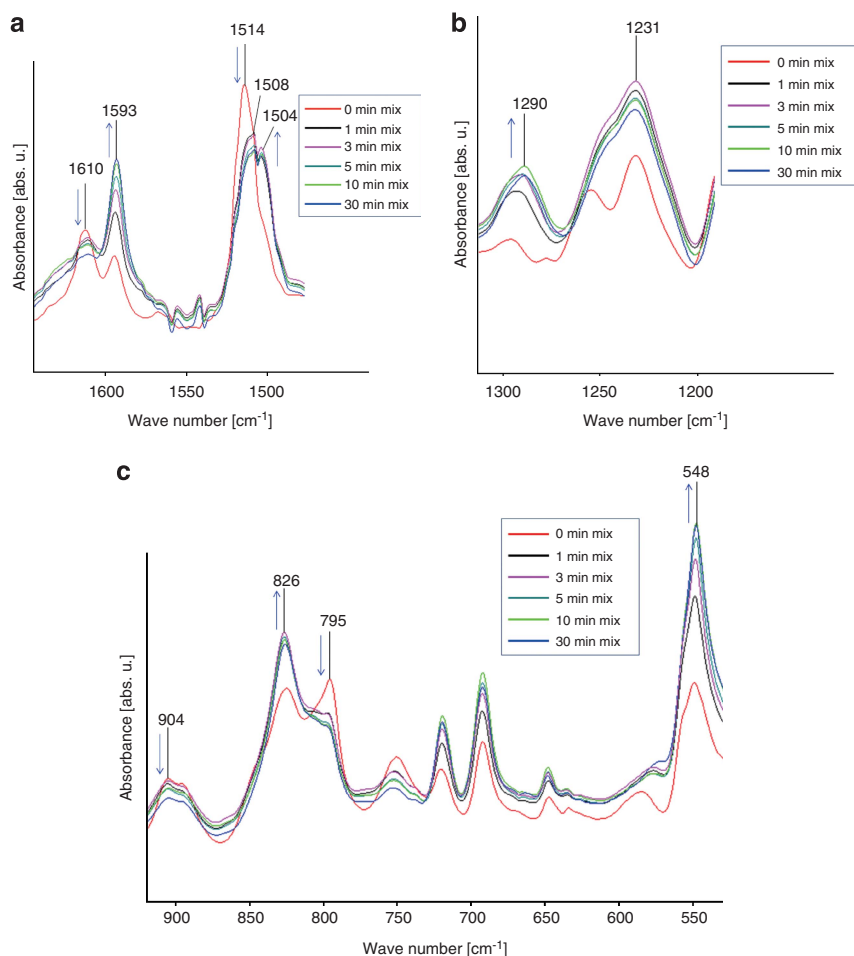 a
1514
1508
1504
1593
1610
0 min mix
1 min mix
3 min mix
5 min mix
10 min mix
30 min mix
Absorbance [abs. u.]
1600
1550
1500
Wave number [cm⁻¹]
b
1231
1290
0 min mix
1 min mix
3 min mix
5 min mix
10 min mix
30 min mix
Absorbance [abs. u.]
1300
1250
1200
Wave number [cm⁻¹]
c
548
826
795
904
0 min mix
1 min mix
3 min mix
5 min mix
10 min mix
30 min mix
Absorbance [abs. u.]
900
850
800
750
700
650
600
550
Wave number [cm⁻¹]